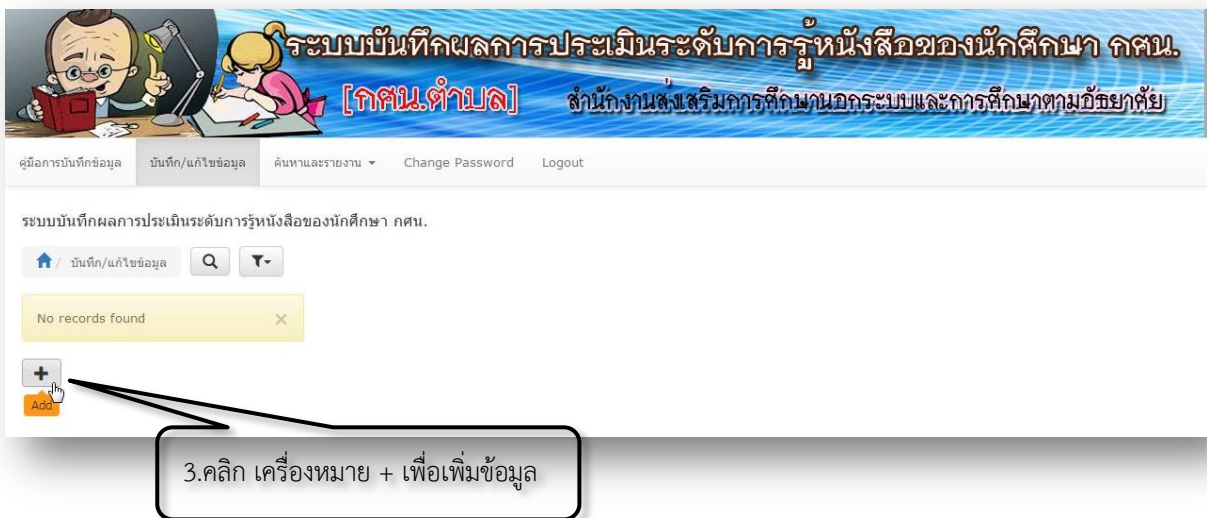 ระบบบันทึกผลการประเมินระดับการรู้หนังสือของนักศึกษา กศน.
[กศน.ตำบล] สำนักงานส่งเสริมการศึกษานอกระบบและการศึกษาตามอัธยาศัย
คู่มือการบันทึกข้อมูล บันทึก/แก้ไขข้อมูล ค้นหาและรายงาน Change Password Logout
ระบบบันทึกผลการประเมินระดับการรู้หนังสือของนักศึกษา กศน.
/ บันทึก/แก้ไขข้อมูล
No records found ×
+
Add
3.คลิก เครื่องหมาย + เพื่อเพิ่มข้อมูล